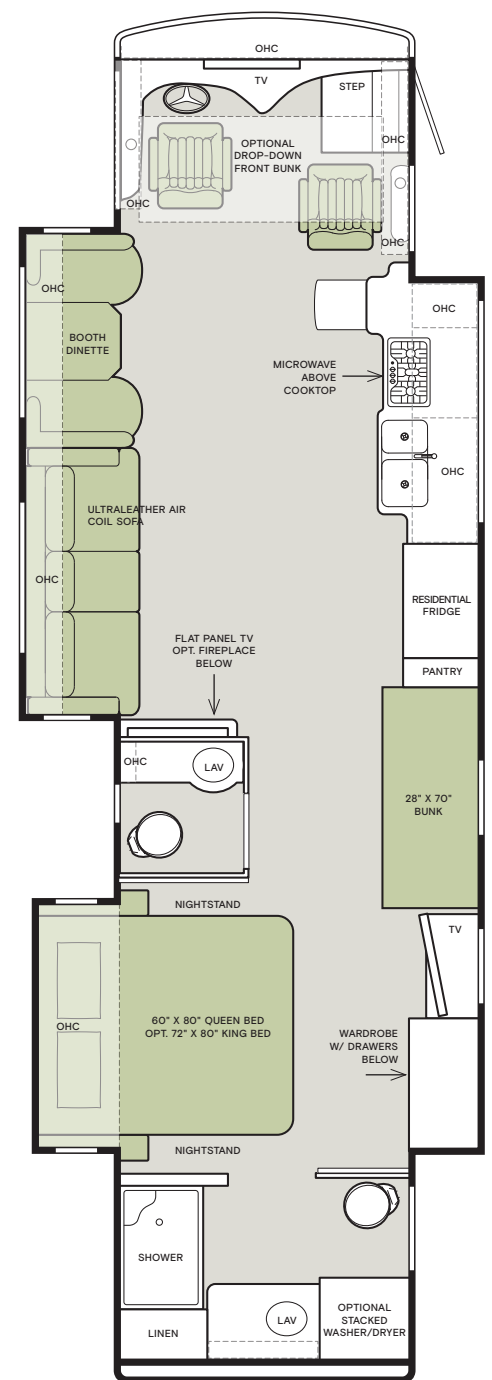 OHC
TV
STEP
OHC
OPTIONAL
DROP-DOWN
FRONT BUNK
OHC
OHC
OHC
OHC
BOOTH
DINETTE
MICROWAVE
ABOVE
COOKTOP
OHC
ULTRALEATHER AIR
COIL SOFA
OHC
RESIDENTIAL
FRIDGE
FLAT PANEL TV
OPT. FIREPLACE
BELOW
PANTRY
OHC
LAV
28" X 70"
BUNK
NIGHTSTAND
TV
OHC
60" X 80" QUEEN BED
OPT. 72" X 80" KING BED
WARDROBE
W/ DRAWERS
BELOW
NIGHTSTAND
SHOWER
LINEN
LAV
OPTIONAL
STACKED
WASHER/DRYER